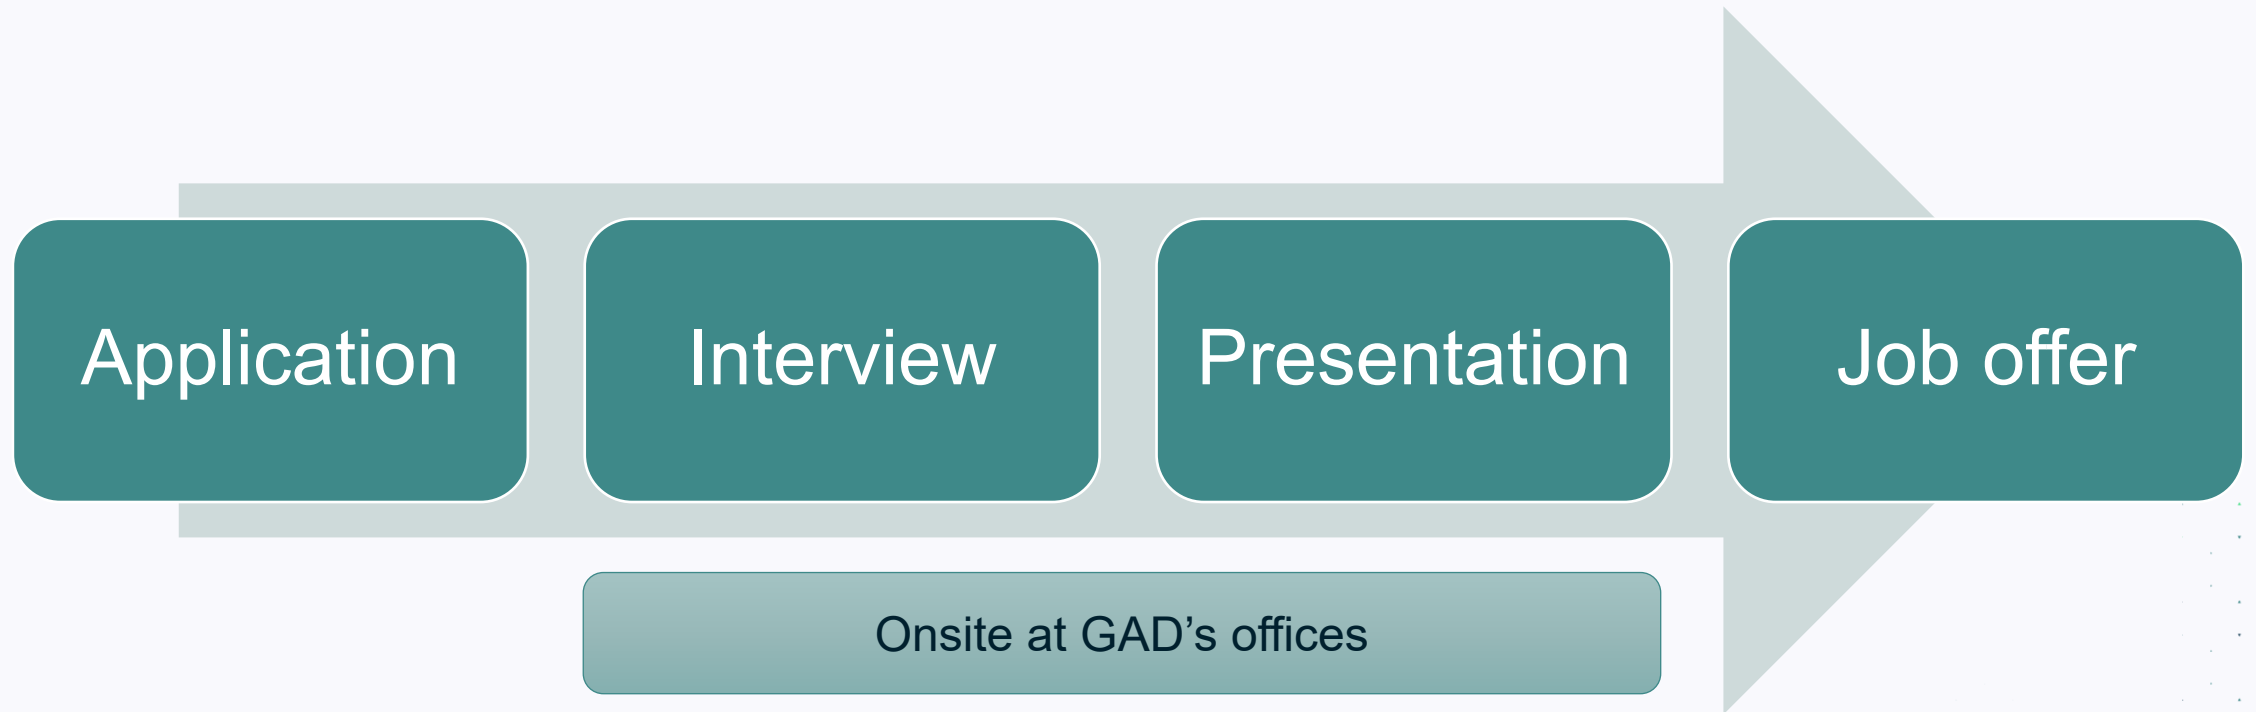 Application
Interview
Presentation
Job offer
Onsite at GAD’s offices